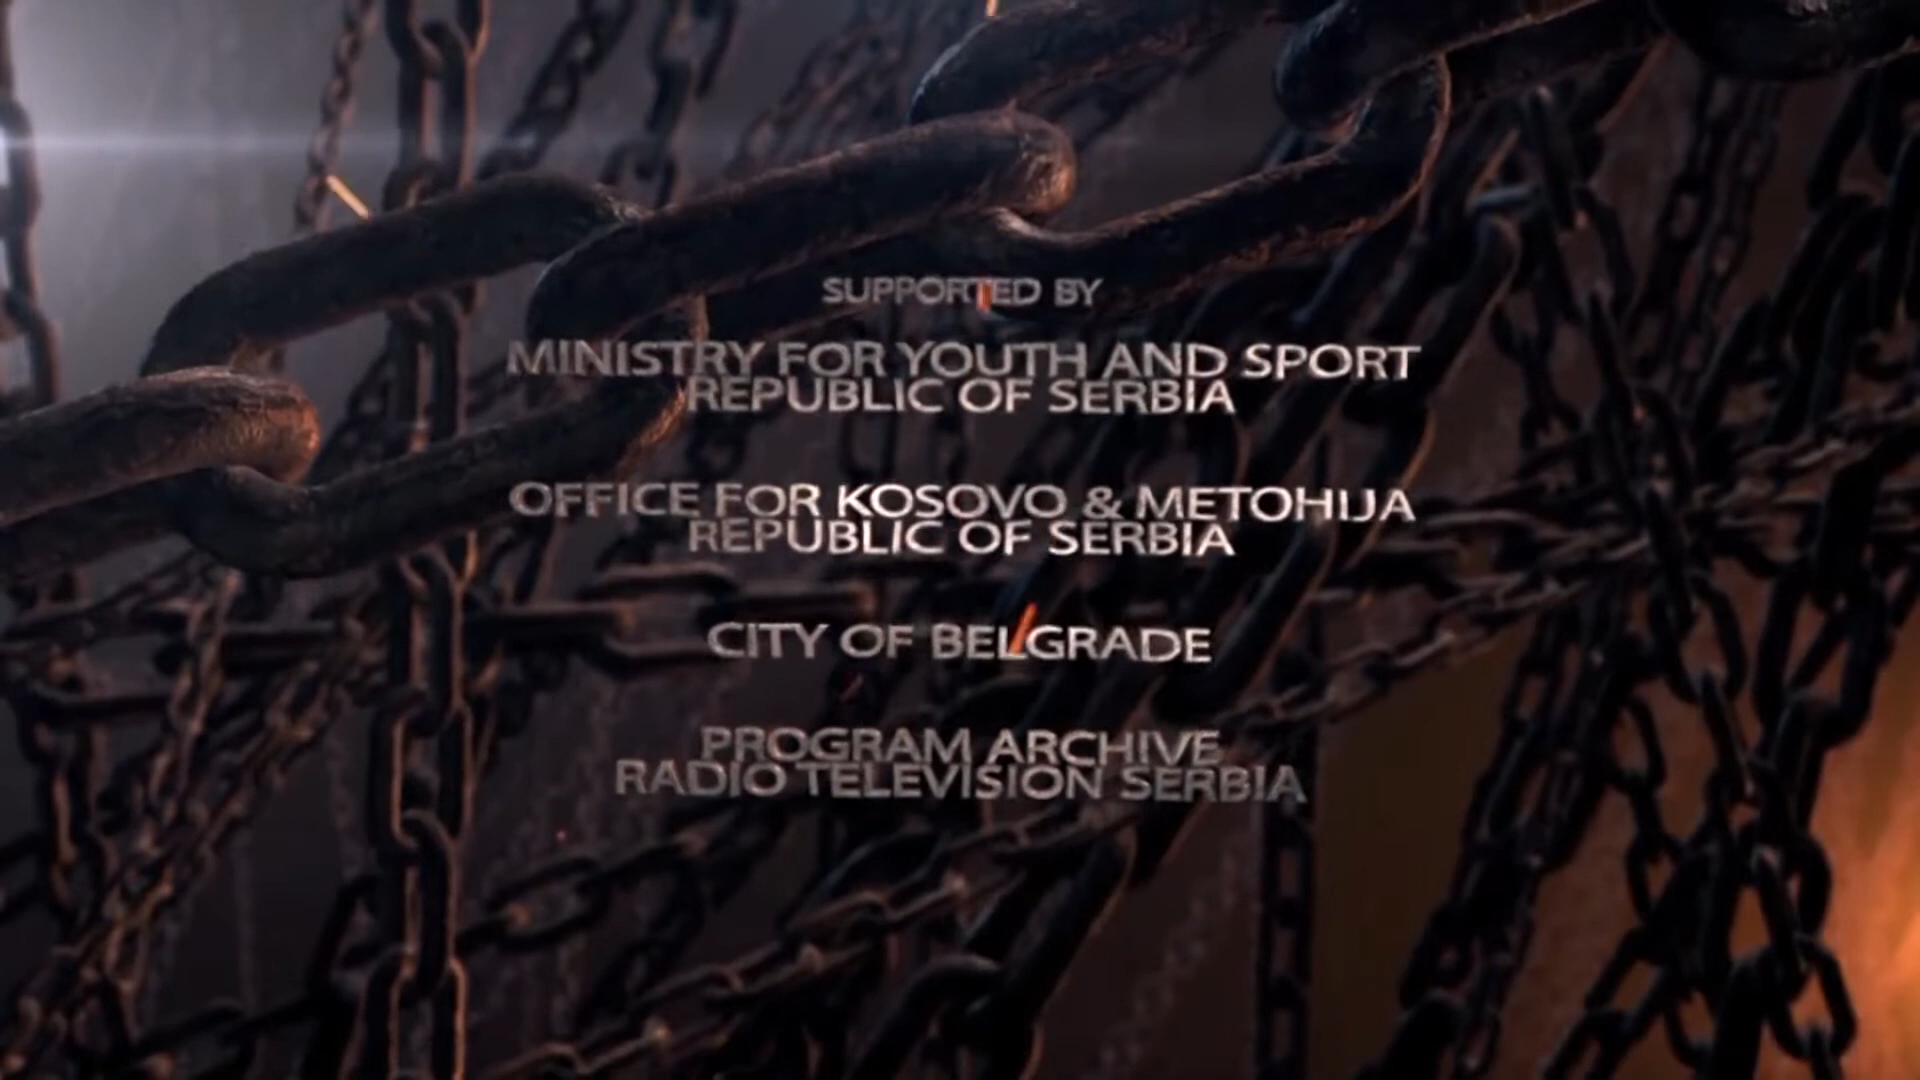 SUPPORTED BY
MINISTRY FOR YOUTH AND SPORT
REPUBLIC OF SERBIA
OFFICE FOR KOSOVO & METOHIJA
REPUBLIC OF SERBIA
CITY OF BELGRADE
PROGRAM ARCHIVE
RADIO TELEVISION SERBIA